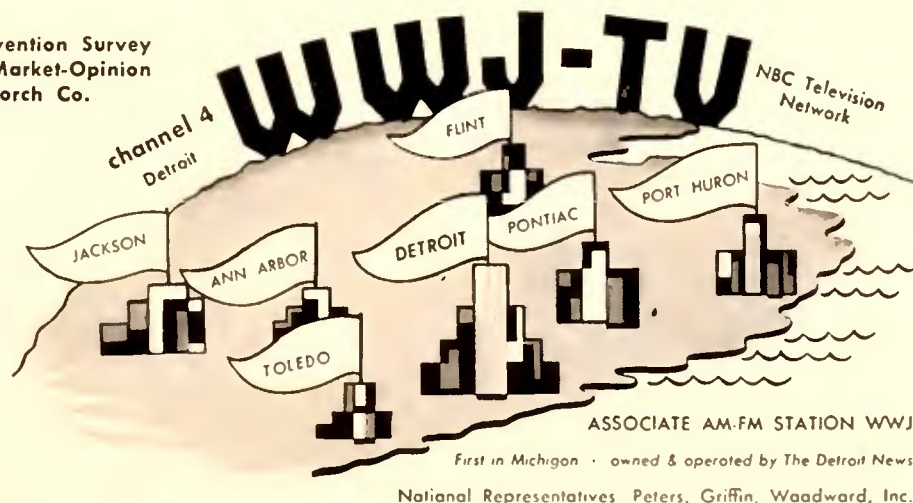 vention Survey
Market-Opinion
orch Co.
WWJ-TV
channel 4
Detroit
NBC Television
Network
FLINT
PORT HURON
PONTIAC
DETROIT
JACKSON
ANN ARBOR
TOLEDO
ASSOCIATE AM-FM STATION WWJ
First in Michigan · owned & operated by The Detroit News
National Representatives Peters, Griffin, Woodward, Inc.